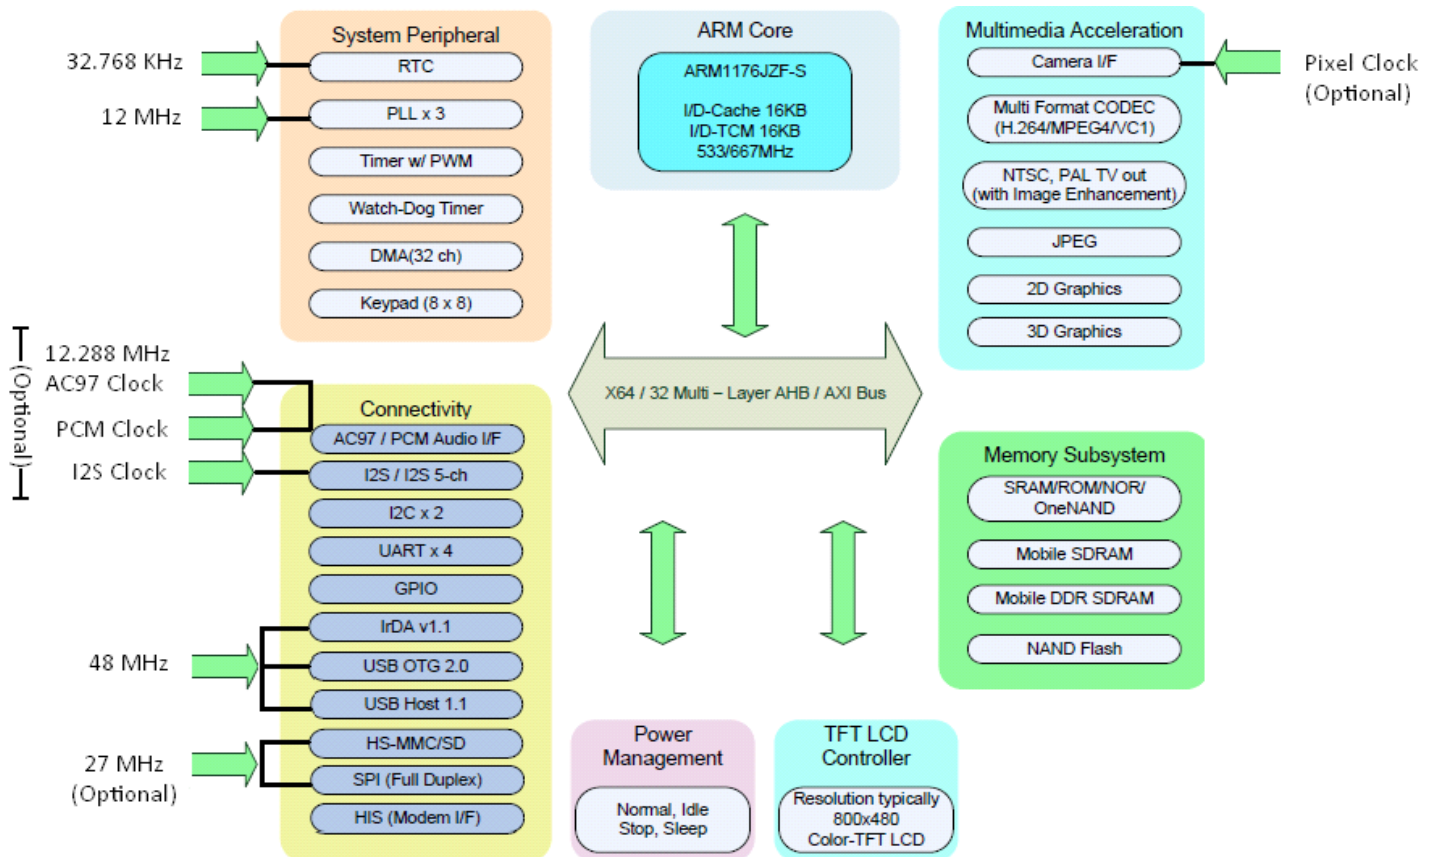 32.768 KHz
12 MHz
System Peripheral
RTC
PLL x 3
Timer w/ PWM
Watch-Dog Timer
DMA(32 ch)
Keypad (8 x 8)
ARM Core
ARM1176JZF-S
I/D-Cache 16KB
I/D-TCM 16KB
533/667MHz
Multimedia Acceleration
Camera I/F
Multi Format CODEC
(H.264/MPEG4/VC1)
NTSC, PAL TV out
(with Image Enhancement)
JPEG
2D Graphics
3D Graphics
Pixel Clock
(Optional)
(Optional)
12.288 MHz
AC97 Clock
PCM Clock
I2S Clock
48 MHz
27 MHz
(Optional)
Connectivity
AC97 / PCM Audio I/F
I2S / I2S 5-ch
I2C x 2
UART x 4
GPIO
IrDA v1.1
USB OTG 2.0
USB Host 1.1
HS-MMC/SD
SPI (Full Duplex)
HIS (Modem I/F)
X64 / 32 Multi – Layer AHB / AXI Bus
Memory Subsystem
SRAM/ROM/NOR/
OneNAND
Mobile SDRAM
Mobile DDR SDRAM
NAND Flash
Power
Management
Normal, Idle
Stop, Sleep
TFT LCD
Controller
Resolution typically
800x480
Color-TFT LCD